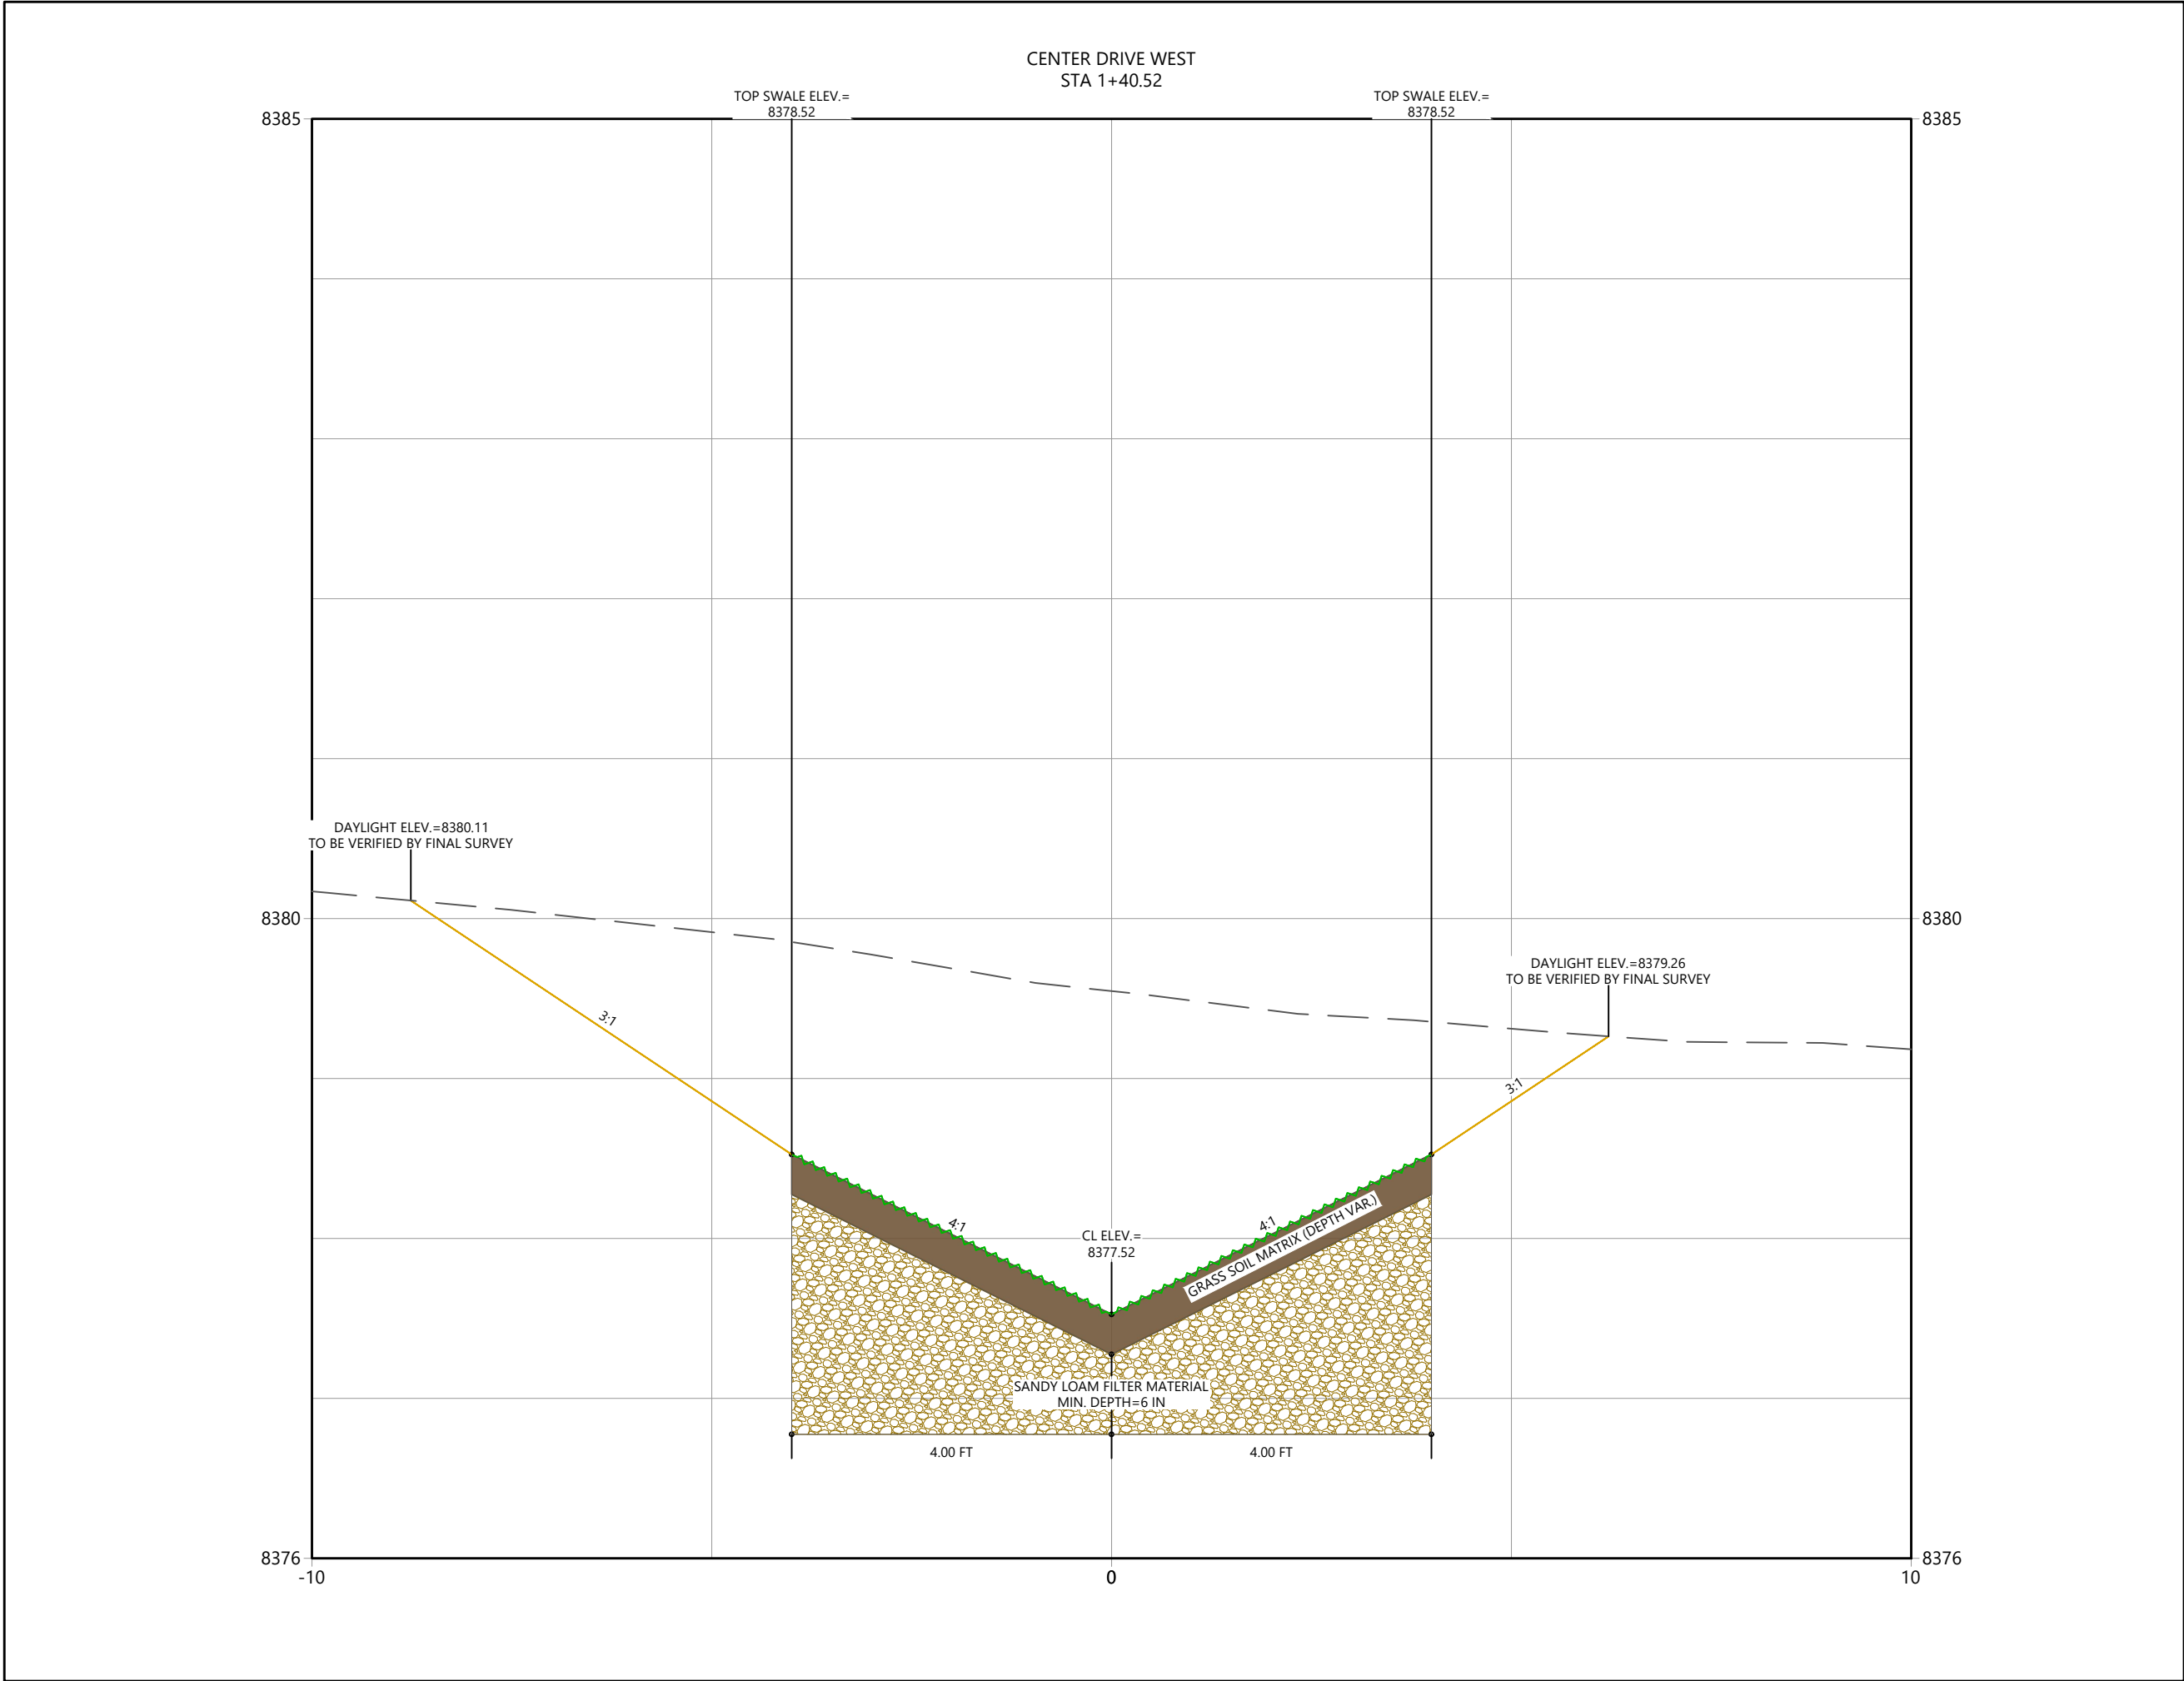 CENTER DRIVE WEST
STA 1+40.52
TOP SWALE ELEV.=
8378.52
TOP SWALE ELEV.=
8378.52
8385
8385
DAYLIGHT ELEV.=8380.11
TO BE VERIFIED BY FINAL SURVEY
8380
8380
DAYLIGHT ELEV.=8379.26
TO BE VERIFIED BY FINAL SURVEY
3:1
3:1
4:1
4:1
GRASS SOIL MATRIX (DEPTH VAR.)
CL ELEV.=
8377.52
SANDY LOAM FILTER MATERIAL
MIN. DEPTH=6 IN
4.00 FT
4.00 FT
8376
8376
-10
0
10